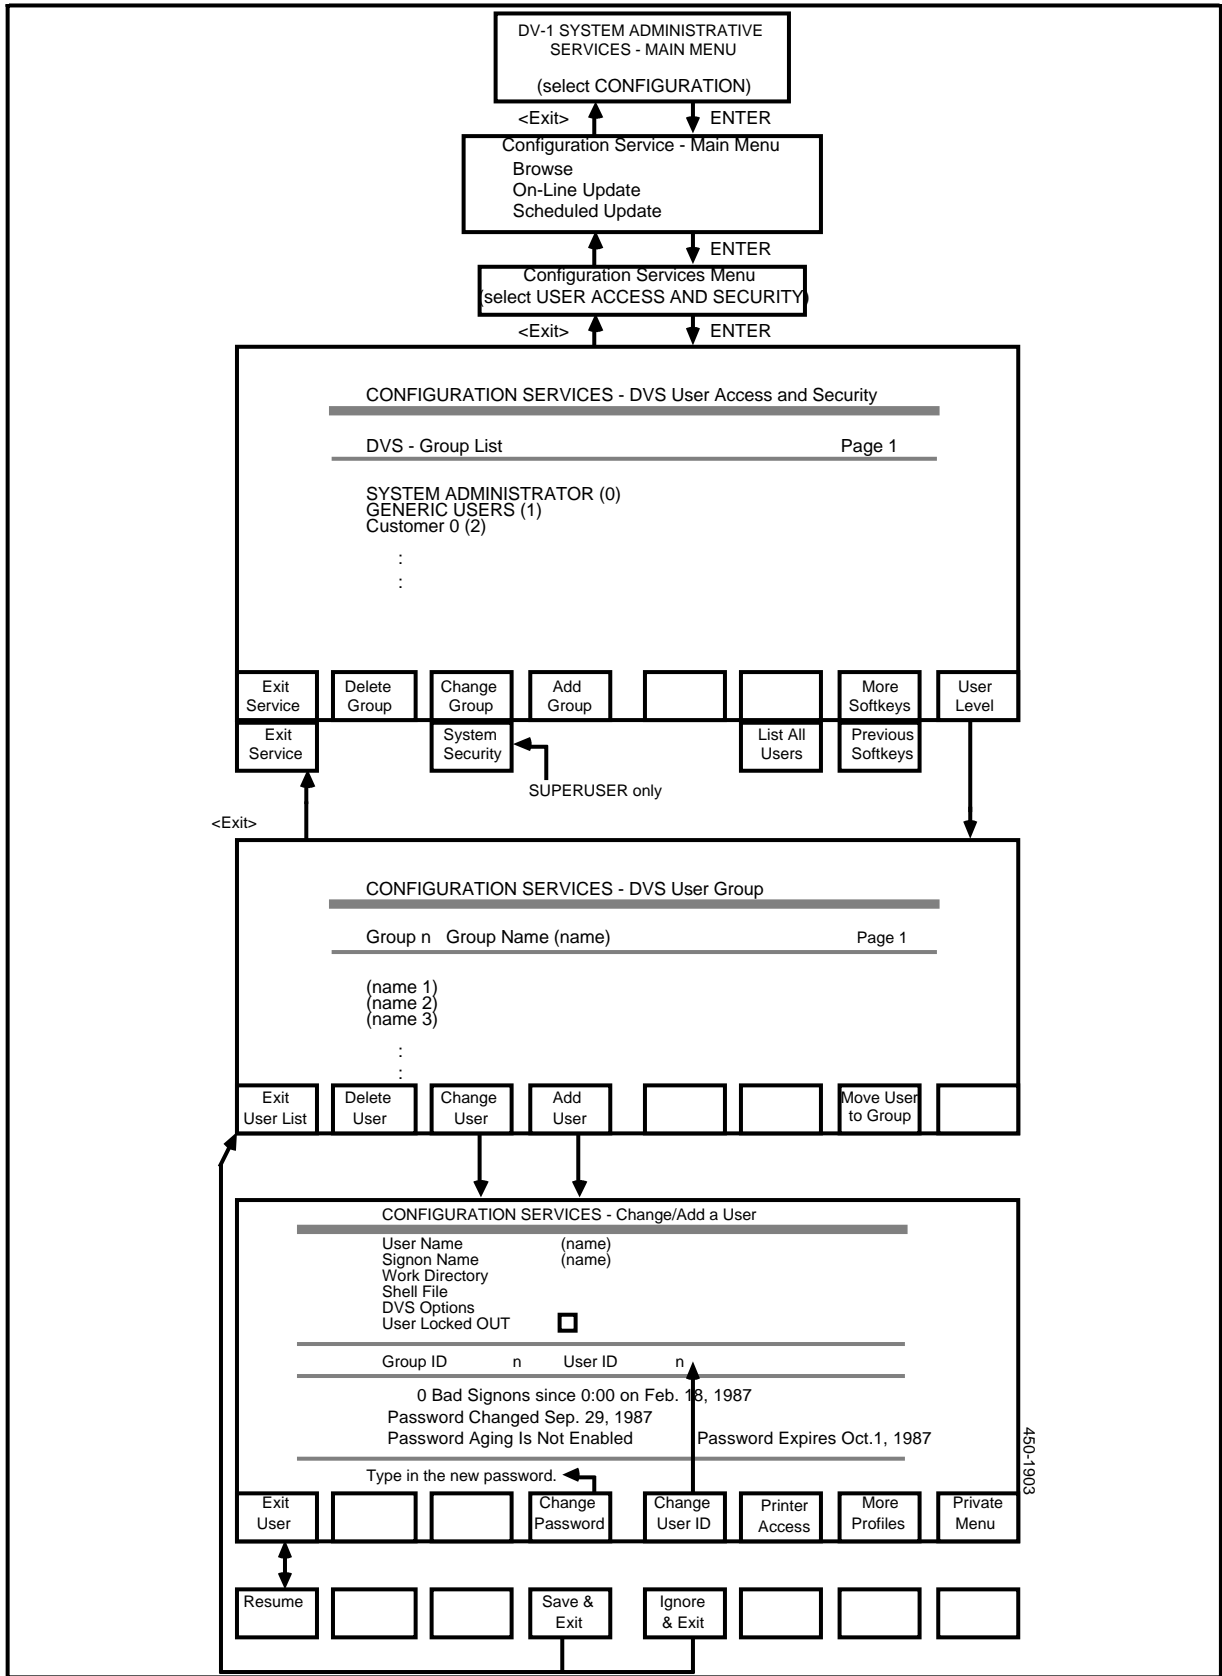 DV-1 SYSTEM ADMINISTRATIVE
SERVICES - MAIN MENU
(select CONFIGURATION)
<Exit> ENTER
Configuration Service - Main Menu
Browse
On-Line Update
Scheduled Update
ENTER
Configuration Services Menu
(select USER ACCESS AND SECURITY)
<Exit> ENTER
CONFIGURATION SERVICES - DVS User Access and Security
DVS - Group List Page 1
SYSTEM ADMINISTRATOR (0)
GENERIC USERS (1)
Customer 0 (2)
:
:
Exit Delete Change Add More User
Service Group Group Group Softkeys Level
Exit System List All Previous
Service Security Users Softkeys
SUPERUSER only
<Exit>
CONFIGURATION SERVICES - DVS User Group
Group n Group Name (name) Page 1
(name 1)
(name 2)
(name 3)
:
:
Exit Delete Change Add Move User
User List User User User to Group
CONFIGURATION SERVICES - Change/Add a User
User Name (name)
Signon Name (name)
Work Directory
Shell File
DVS Options
User Locked OUT
Group ID n User ID n
0 Bad Signons since 0:00 on Feb. 18, 1987
Password Changed Sep. 29, 1987
Password Aging Is Not Enabled Password Expires Oct.1, 1987
Type in the new password.
Exit Change Change Printer More Private
User Password User ID Access Profiles Menu
Resume Save & Ignore
Exit & Exit
450-1903